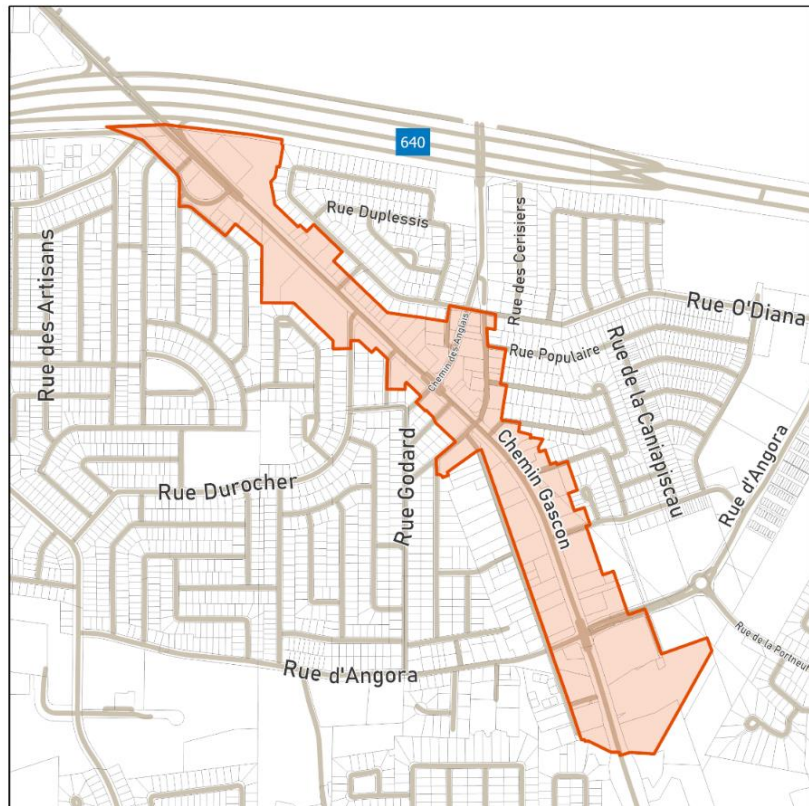 640
Rue Duplessis
Rue des Cerisiers
Rue des Artisans
Rue O'Diana
Chemin des Anglais
Rue Populaire
Rue de la Caniapiscau
Chemin Gascon
Rue d'Angora
Rue Godard
Rue Durocher
Rue de la Portneuf
Rue d'Angora